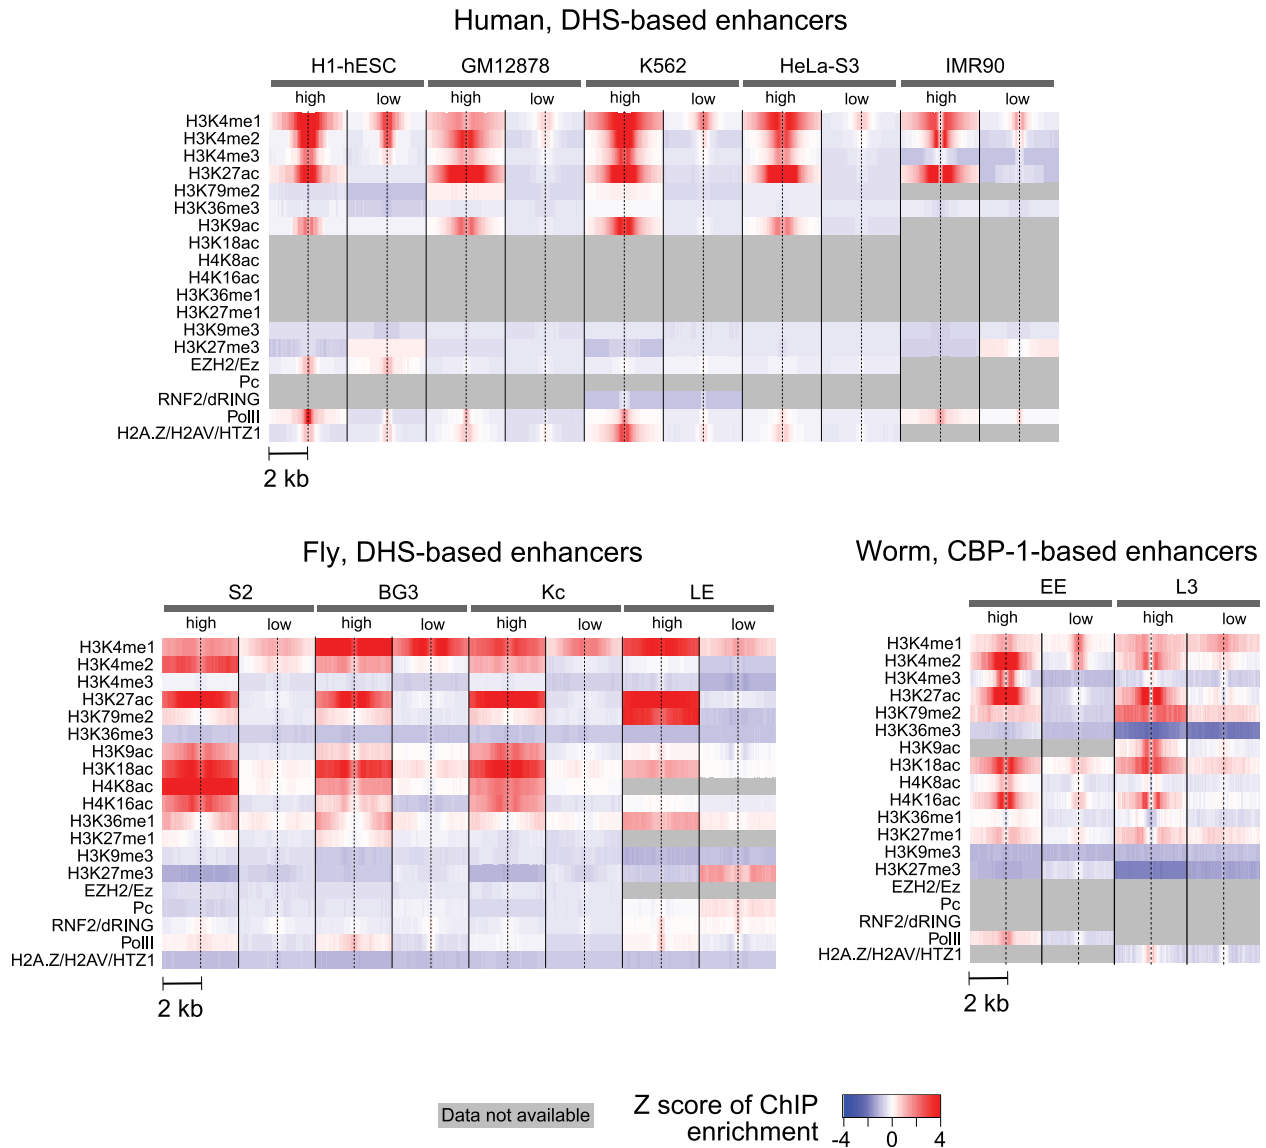 Human, DHS-based enhancers
H1-hESC GM12878 K562 HeLa-S3 IMR90
high low high low high low high low high low
H3K4me1
H3K4me2
H3K4me3
H3K27ac
H3K79me2
H3K36me3
H3K9ac
H3K18ac
H4K8ac
H4K16ac
H3K36me1
H3K27me1
H3K9me3
H3K27me3
EZH2/Ez
Pc
RNF2/dRING
PolII
H2A.Z/H2AV/HTZ1
2 kb
Fly, DHS-based enhancers
S2 BG3 Kc LE
high low high low high low high low
H3K4me1
H3K4me2
H3K4me3
H3K27ac
H3K79me2
H3K36me3
H3K9ac
H3K18ac
H4K8ac
H4K16ac
H3K36me1
H3K27me1
H3K9me3
H3K27me3
EZH2/Ez
Pc
RNF2/dRING
PolII
H2A.Z/H2AV/HTZ1
2 kb
Worm, CBP-1-based enhancers
EE L3
high low high low
H3K4me1
H3K4me2
H3K4me3
H3K27ac
H3K79me2
H3K36me3
H3K9ac
H3K18ac
H4K8ac
H4K16ac
H3K36me1
H3K27me1
H3K9me3
H3K27me3
EZH2/Ez
Pc
RNF2/dRING
PolII
H2A.Z/H2AV/HTZ1
2 kb
Data not available
Z score of ChIP
enrichment
-4 0 4